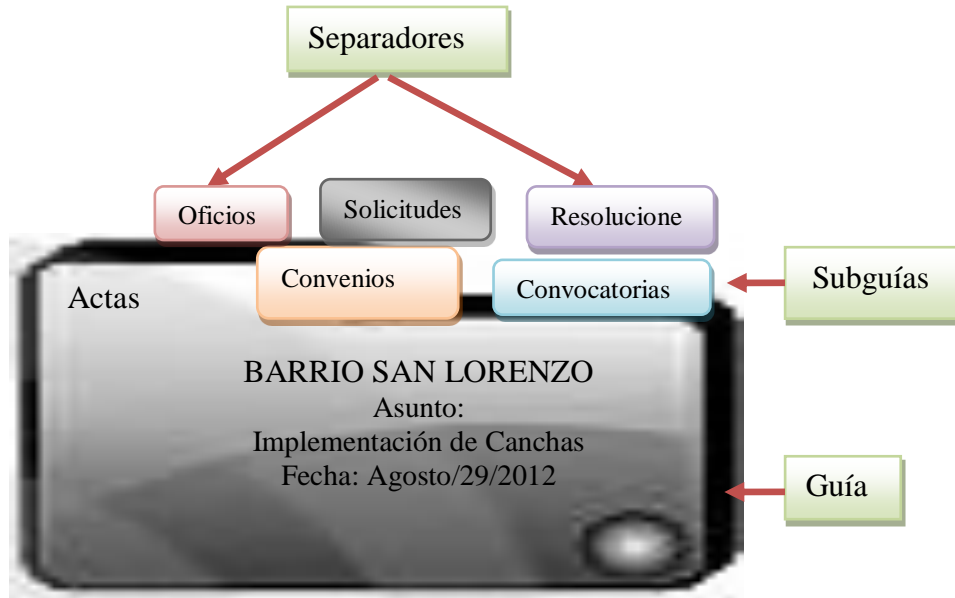 Separadores
Oficios
Solicitudes
Resolucione
Convenios
Convocatorias
Subguías
Actas
BARRIO SAN LORENZO
Asunto:
Implementación de Canchas
Fecha: Agosto/29/2012
Guía